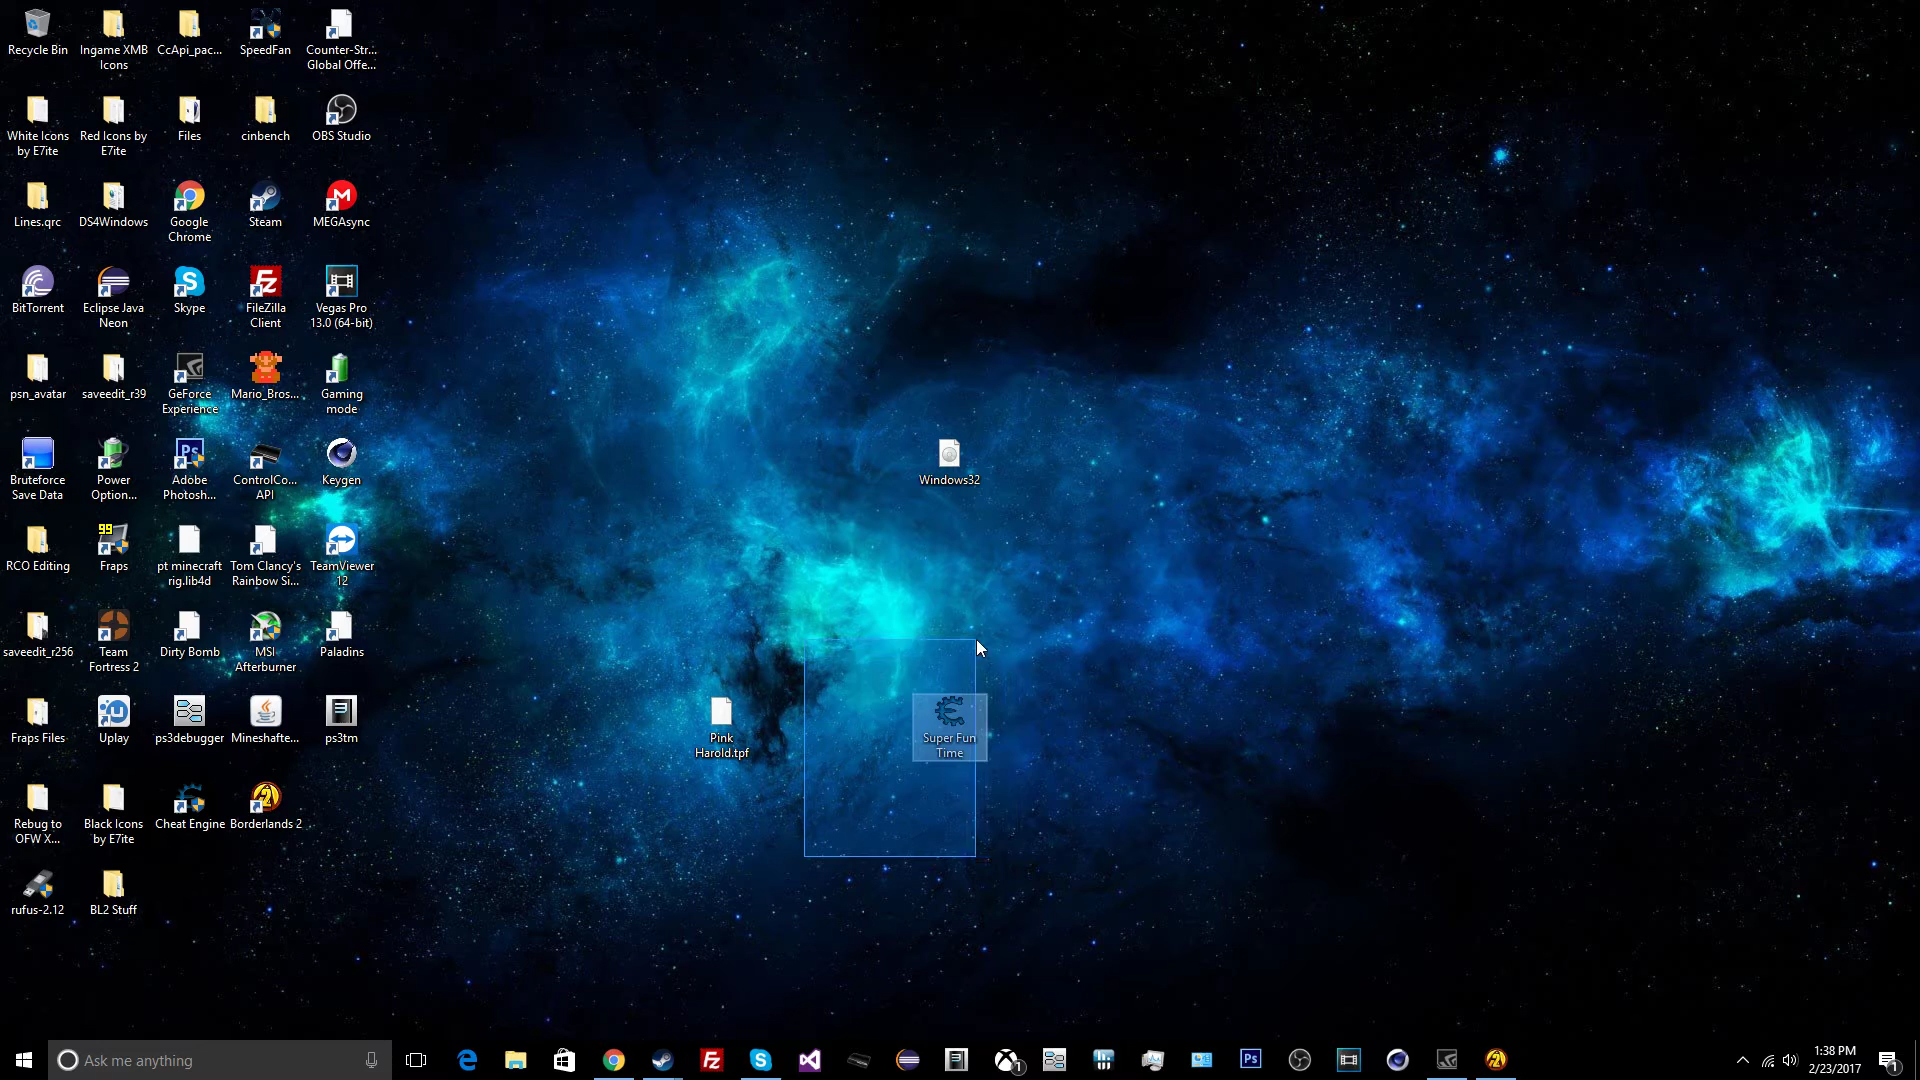 Recycle Bin
Ingame XMB
Icons
CcApi_pac...
SpeedFan
Counter-Str...
Global Offe...
White Icons
by E7ite
Red Icons by
E7ite
Files
cinbench
OBS Studio
Lines.qrc
DS4Windows
Google
Chrome
Steam
MEGAsync
BitTorrent
Eclipse Java
Neon
Skype
FileZilla
Client
Vegas Pro
13.0 (64-bit)
psn_avatar
saveedit_r39
GeForce
Experience
Mario_Bros...
Gaming
mode
Bruteforce
Save Data
Power
Option...
Adobe
Photosh...
ControlCo...
API
Keygen
Windows32
RCO Editing
99
Fraps
pt minecraft
rig.lib4d
Tom Clancy's
Rainbow Si...
TeamViewer
12
saveedit_r256
Team
Fortress 2
Dirty Bomb
MSI
Afterburner
Paladins
Fraps Files
Uplay
ps3debugger
Mineshafte...
ps3tm
Pink
Harold.tpf
Super Fun
Time
Rebug to
OFW X...
Black Icons
by E7ite
Cheat Engine
Borderlands 2
rufus-2.12
BL2 Stuff
Ask me anything
1:38 PM
2/23/2017